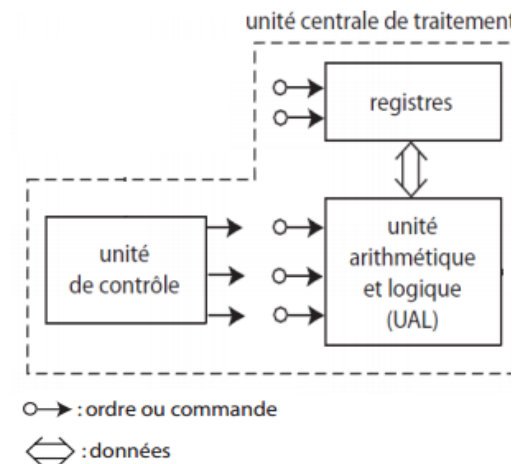 unité centrale de traitement
registres
unité
de contrôle
unité
arithmétique
et logique
(UAL)
: ordre ou commande
: données